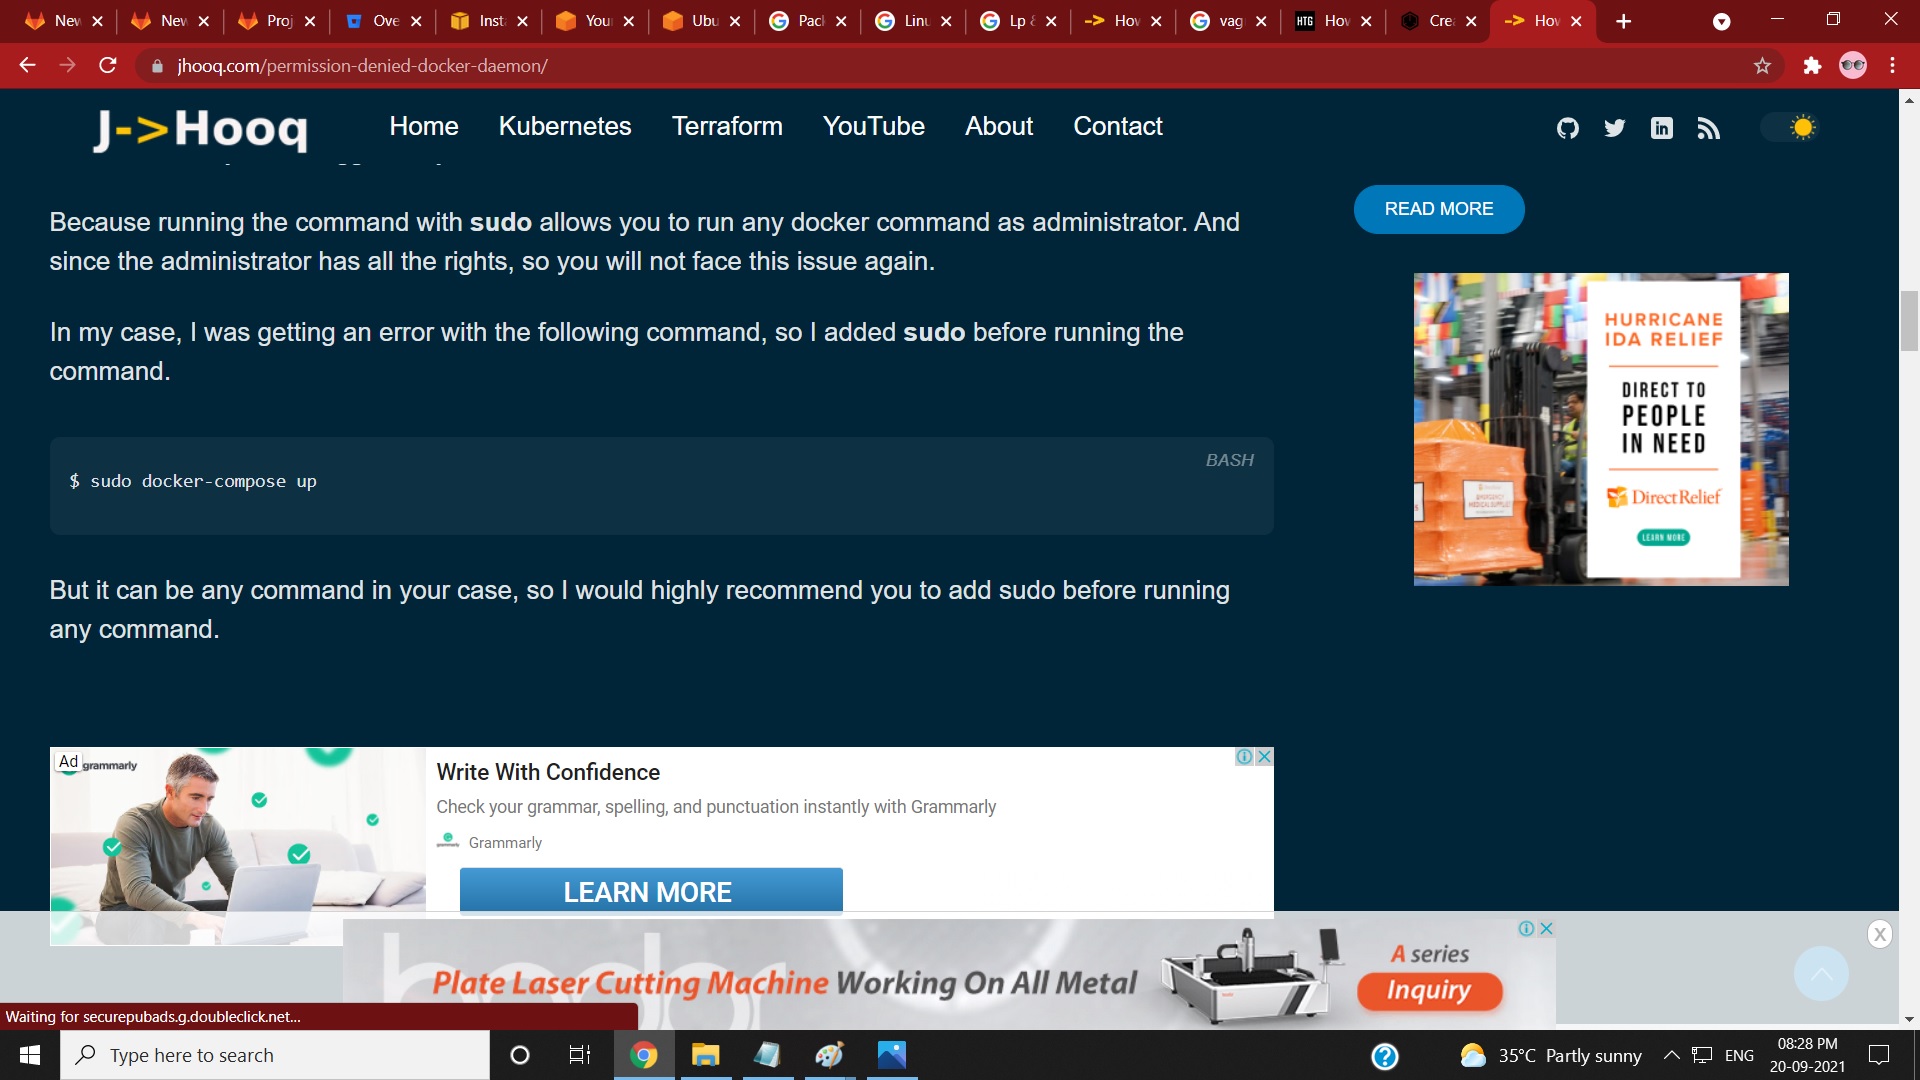 New
New
Proj
Ove
Inst
You
Ubu
Pac
Linu
Lp &
How
vag
HTG
How
Crea
How
jhooq.com/permission-denied-docker-daemon/
J->Hooq
Home
Kubernetes
Terraform
YouTube
About
Contact
READ MORE
Because running the command with sudo allows you to run any docker command as administrator. And
since the administrator has all the rights, so you will not face this issue again.
In my case, I was getting an error with the following command, so I added sudo before running the
command.
BASH
$ sudo docker-compose up
But it can be any command in your case, so I would highly recommend you to add sudo before running
any command.
HURRICANE
IDA RELIEF
DIRECT TO
PEOPLE
IN NEED
DirectRelief
LEARN MORE
Ad
grammarly
Write With Confidence
Check your grammar, spelling, and punctuation instantly with Grammarly
Grammarly
LEARN MORE
Plate Laser Cutting Machine Working On All Metal
A series
Inquiry
X
Waiting for securepubads.g.doubleclick.net...
Type here to search
35°C Partly sunny
ENG
08:28 PM
20-09-2021